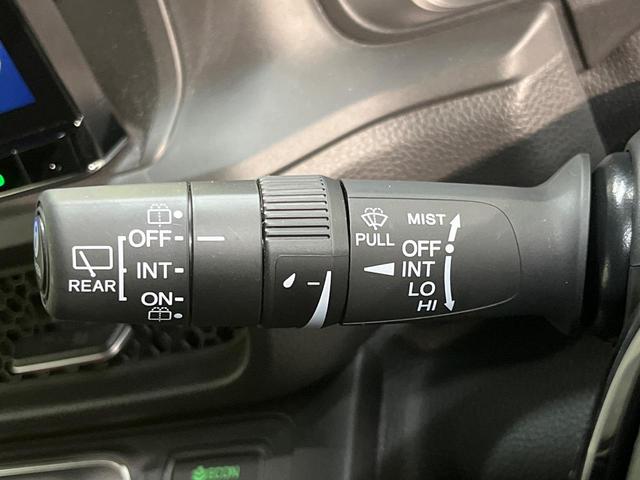 REAR
OFF
INT
ON
PULL
MIST
OFF
INT
LO
HI
ECON